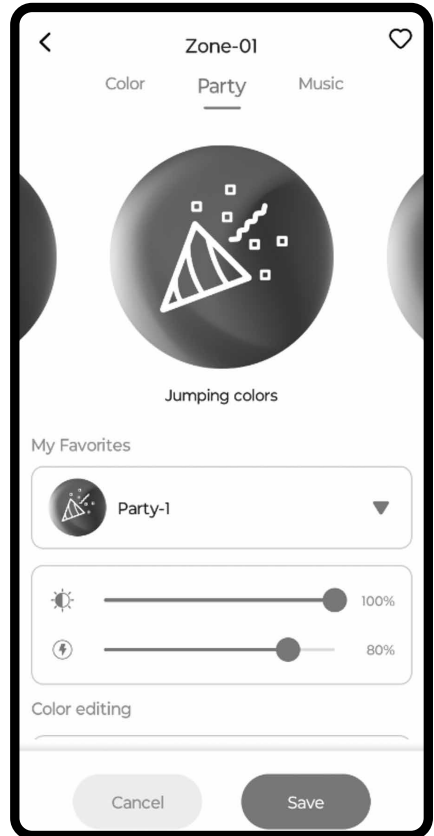 Zone-01
Color Party Music
Jumping colors
My Favorites
Party-1
100%
80%
Color editing
Cancel Save